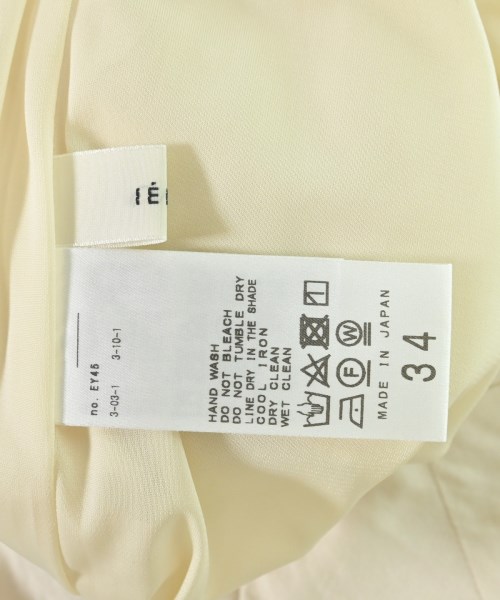 no. EY45
3-03-1 3-10-1
HAND WASH
DO NOT BLEACH
DO NOT TUMBLE DRY
LINE DRY IN THE SHADE
COOL IRON
DRY CLEAN
WET CLEAN
F W
MADE IN JAPAN
34